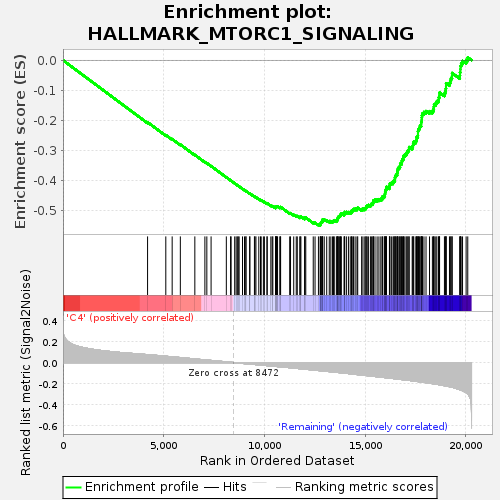 Enrichment plot:
HALLMARK_MTORC1_SIGNALING
Enrichment score (ES)
0.0
-0.1
-0.2
-0.3
-0.4
-0.5
Ranked list metric (Signal2Noise)
'C4' (positively correlated)
0.4
0.2
0.0
-0.2
-0.4
-0.6
Zero cross at 8472
'Remaining' (negatively correlated)
0
5,000
10,000
15,000
20,000
Rank in Ordered Dataset
Enrichment profile
Hits
Ranking metric scores